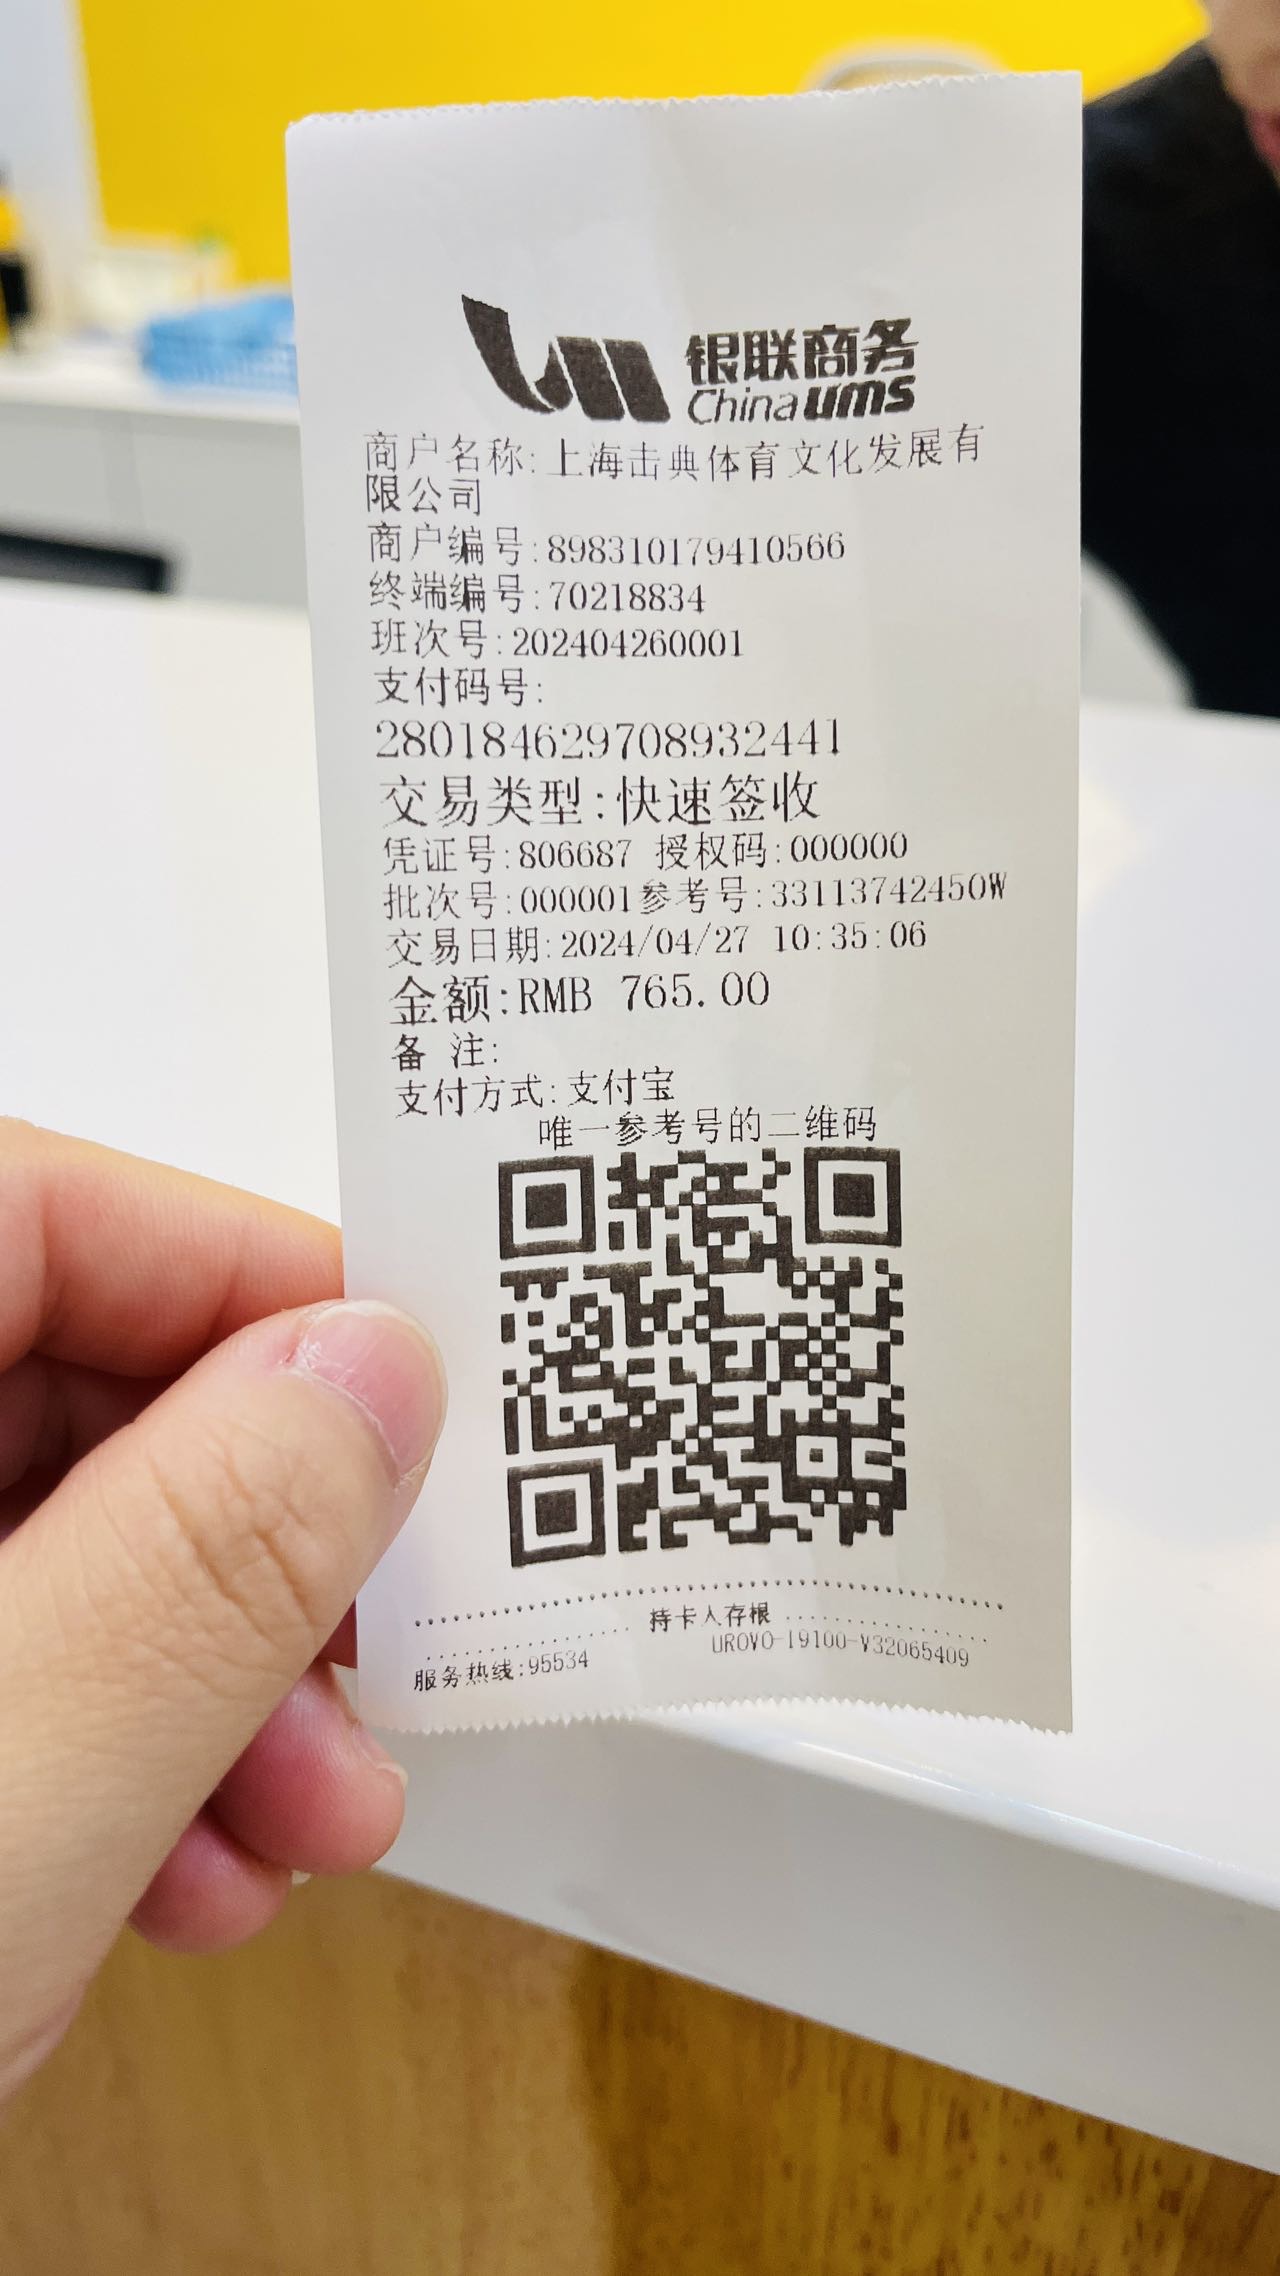 银联商务
Chinaums
商户名称:上海击典体育文化发展有
限公司
商户编号:898310179410566
终端编号:70218834
班次号:202404260001
支付码号:
280184629708932441
交易类型:快速签收
凭证号:806687 授权码:000000
批次号:000001参考号:33113742450W
交易日期:2024/04/27 10:35:06
金额:RMB 765.00
备 注:
支付方式:支付宝
唯一参考号的二维码
持卡人存根
UROVO-I9100-V32065409
服务热线:95534